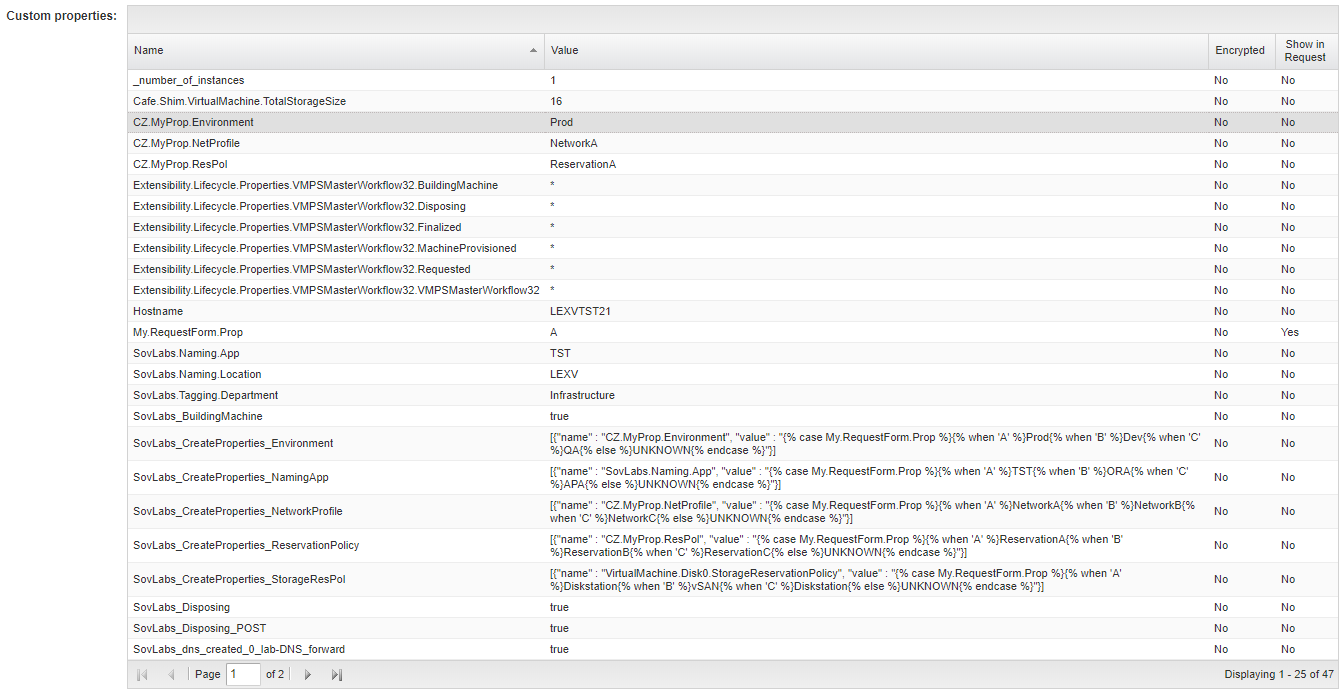 Custom properties:
Name Value Encrypted Show in
Request
_number_of_instances 1 No No
Cafe.Shim.VirtualMachine.TotalStorageSize 16 No No
CZ.MyProp.Environment Prod No No
CZ.MyProp.NetProfile NetworkA No No
CZ.MyProp.ResPol ReservationA No No
Extensibility.Lifecycle.Properties.VMPSMasterWorkflow32.BuildingMachine * No No
Extensibility.Lifecycle.Properties.VMPSMasterWorkflow32.Disposing * No No
Extensibility.Lifecycle.Properties.VMPSMasterWorkflow32.Finalized * No No
Extensibility.Lifecycle.Properties.VMPSMasterWorkflow32.MachineProvisioned * No No
Extensibility.Lifecycle.Properties.VMPSMasterWorkflow32.Requested * No No
Extensibility.Lifecycle.Properties.VMPSMasterWorkflow32.VMPSMasterWorkflow32 * No No
Hostname LEXVTST21 No No
My.RequestForm.Prop A No Yes
SovLabs.Naming.App TST No No
SovLabs.Naming.Location LEXV No No
SovLabs.Tagging.Department Infrastructure No No
SovLabs_BuildingMachine true No No
SovLabs_CreateProperties_Environment [{"name" : "CZ.MyProp.Environment", "value" : "{% case My.RequestForm.Prop %}{% when 'A' %}Prod{% when 'B' %}Dev{% when 'C'
%}QA{% else %}UNKNOWN{% endcase %}"}] No No
SovLabs_CreateProperties_NamingApp [{"name" : "SovLabs.Naming.App", "value" : "{% case My.RequestForm.Prop %}{% when 'A' %}TST{% when 'B' %}ORA{% when 'C'
%}APA{% else %}UNKNOWN{% endcase %}"}] No No
SovLabs_CreateProperties_NetworkProfile [{"name" : "CZ.MyProp.NetProfile", "value" : "{% case My.RequestForm.Prop %}{% when 'A' %}NetworkA{% when 'B' %}NetworkB{%
when 'C' %}NetworkC{% else %}UNKNOWN{% endcase %}"}] No No
SovLabs_CreateProperties_ReservationPolicy [{"name" : "CZ.MyProp.ResPol", "value" : "{% case My.RequestForm.Prop %}{% when 'A' %}ReservationA{% when 'B'
%}ReservationB{% when 'C' %}ReservationC{% else %}UNKNOWN{% endcase %}"}] No No
SovLabs_CreateProperties_StorageResPol [{"name" : "VirtualMachine.Disk0.StorageReservationPolicy", "value" : "{% case My.RequestForm.Prop %}{% when 'A'
%}Diskstation{% when 'B' %}vSAN{% when 'C' %}Diskstation{% else %}UNKNOWN{% endcase %}"}] No No
SovLabs_Disposing true No No
SovLabs_Disposing_POST true No No
SovLabs_dns_created_0_lab-DNS_forward true No No
Page 1 of 2 Displaying 1 - 25 of 47